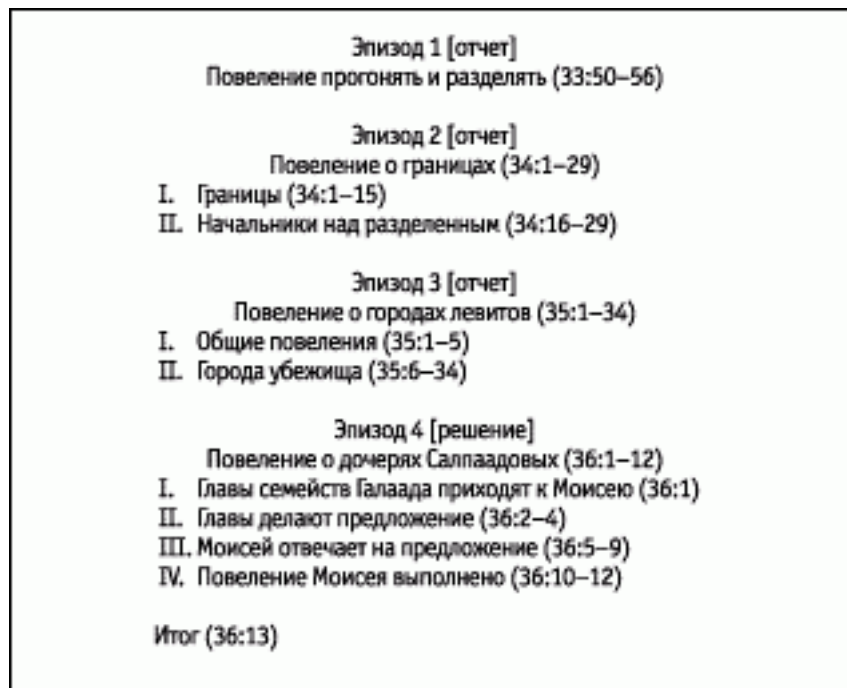 Эпизод 1 [отчет]
Повеление прогонять и разделять (33:50–56)
Эпизод 2 [отчет]
Повеление о границах (34:1–29)
I. Границы (34:1–15)
II. Начальники над разделенным (34:16–29)
Эпизод 3 [отчет]
Повеление о городах левитов (35:1–34)
I. Общие повеления (35:1–5)
II. Города убежища (35:6–34)
Эпизод 4 [решение]
Повеление о дочерях Салпаадовых (36:1–12)
I. Главы семейств Галаада приходят к Моисею (36:1)
II. Главы делают предложение (36:2–4)
III. Моисей отвечает на предложение (36:5–9)
IV. Повеление Моисея выполнено (36:10–12)
Итог (36:13)